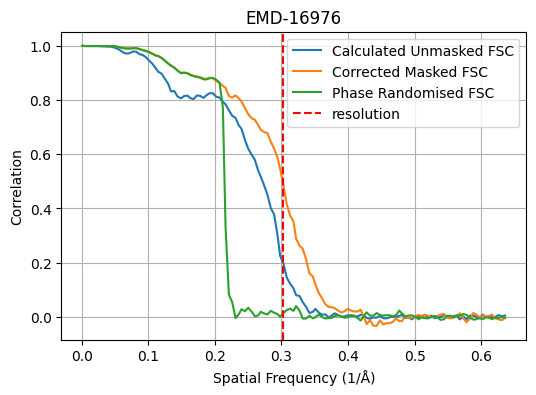 EMD-16976
Calculated Unmasked FSC
Corrected Masked FSC
Phase Randomised FSC
resolution
Correlation
1.0
0.8
0.6
0.4
0.2
0.0
0.0 0.1 0.2 0.3 0.4 0.5 0.6
Spatial Frequency (1/Å)